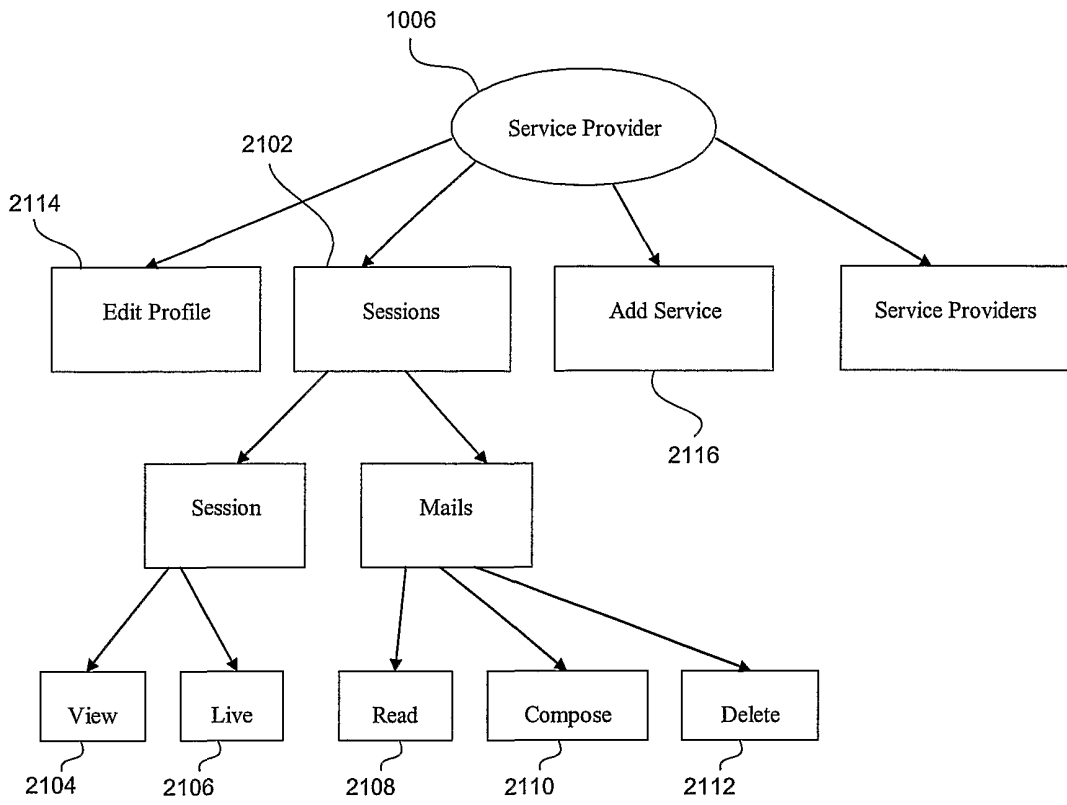 1006
Service Provider
2102
2114
Edit Profile
Sessions
Add Service
Service Providers
2116
Session
Mails
View
Live
Read
Compose
Delete
2104
2106
2108
2110
2112